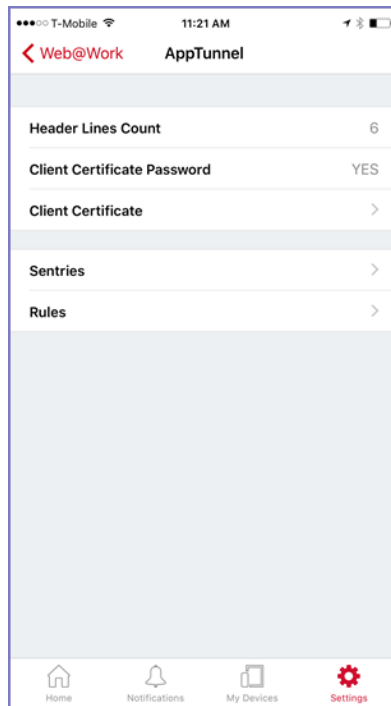 T-Mobile 11:21 AM
Web@Work AppTunnel
Header Lines Count 6
Client Certificate Password YES
Client Certificate
Sentries
Rules
Home Notifications My Devices Settings